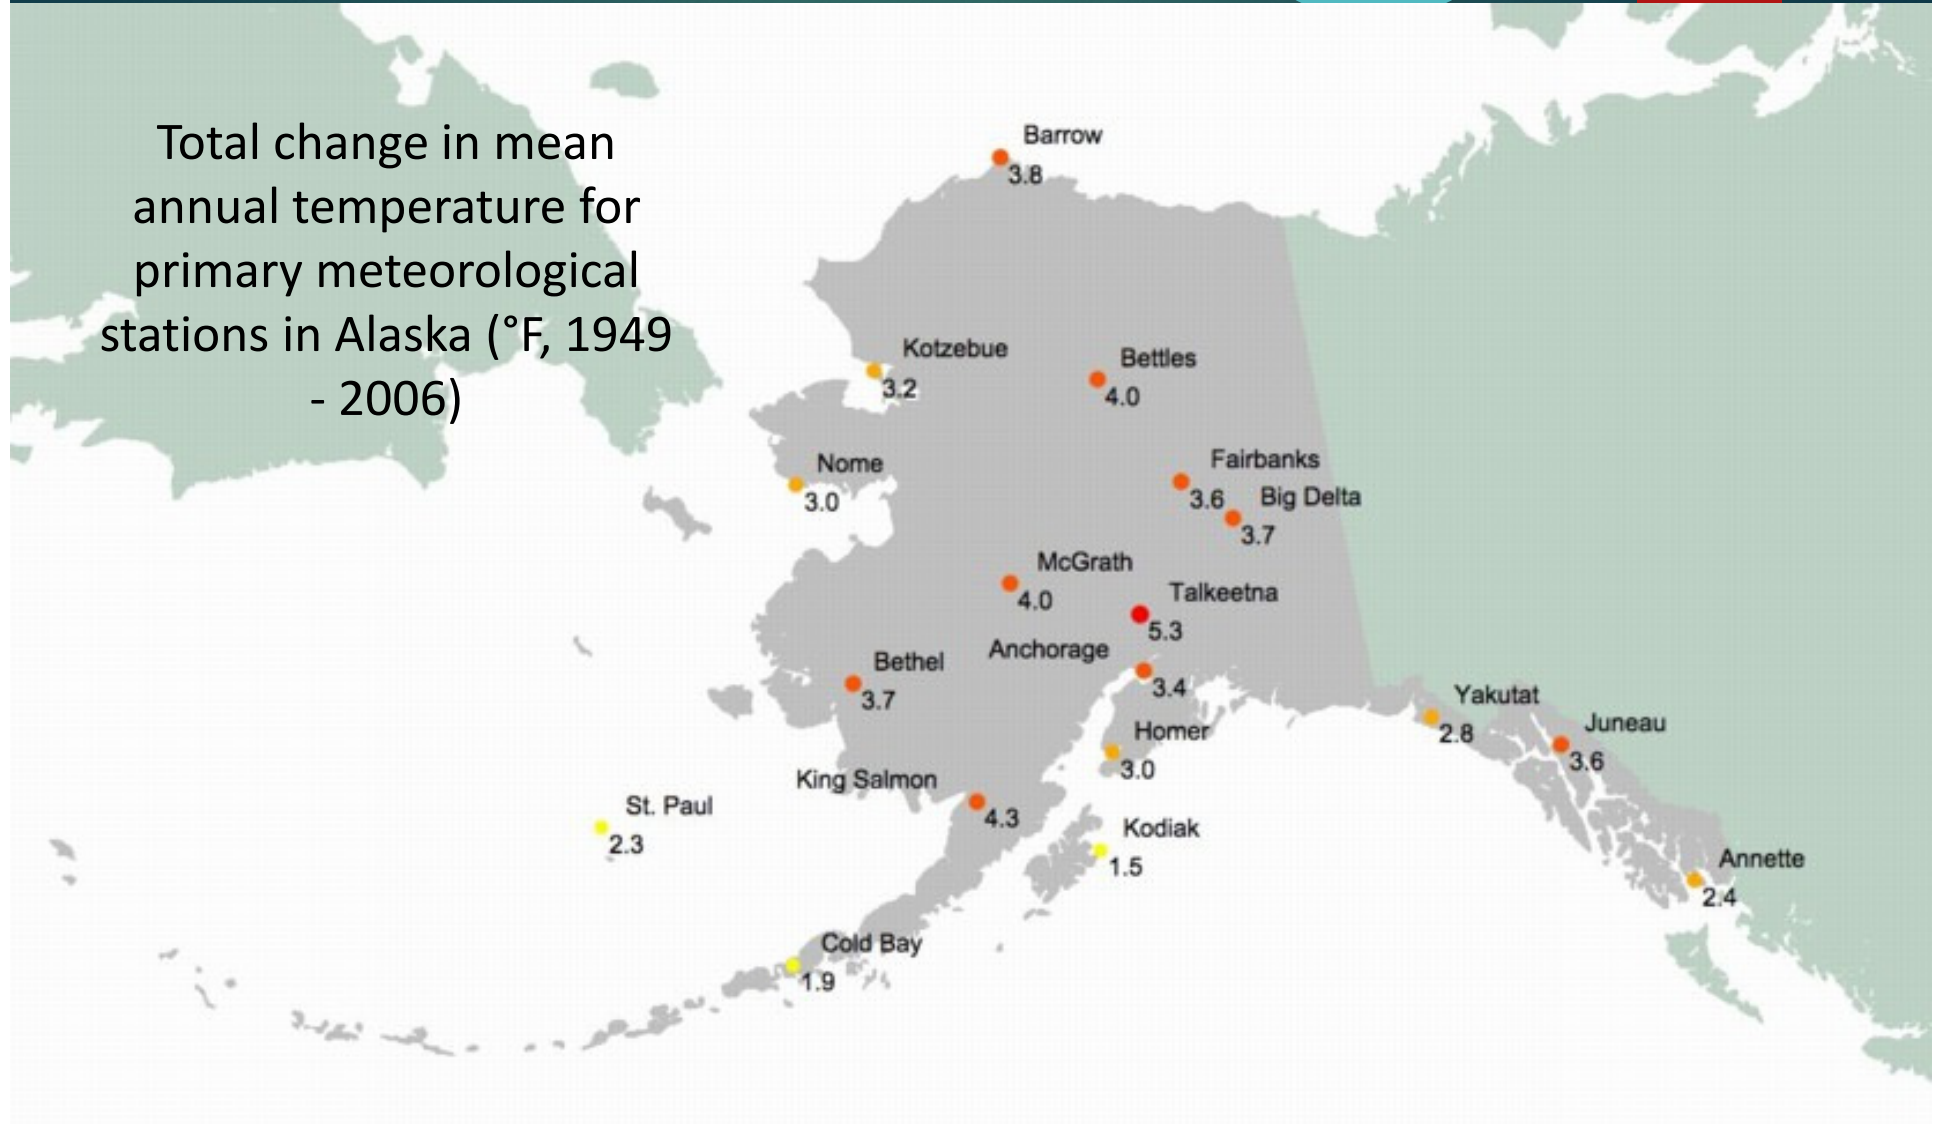 Total change in mean
annual temperature for
primary meteorological
stations in Alaska (°F, 1949
- 2006)
Barrow
3.8
Kotzebue
3.2
Bettles
4.0
Nome
3.0
Fairbanks
3.6
Big Delta
3.7
McGrath
4.0
Talkeetna
5.3
Anchorage
3.4
Bethel
3.7
Yakutat
2.8
Juneau
3.6
Homer
3.0
King Salmon
4.3
St. Paul
2.3
Kodiak
1.5
Annette
2.4
Cold Bay
1.9